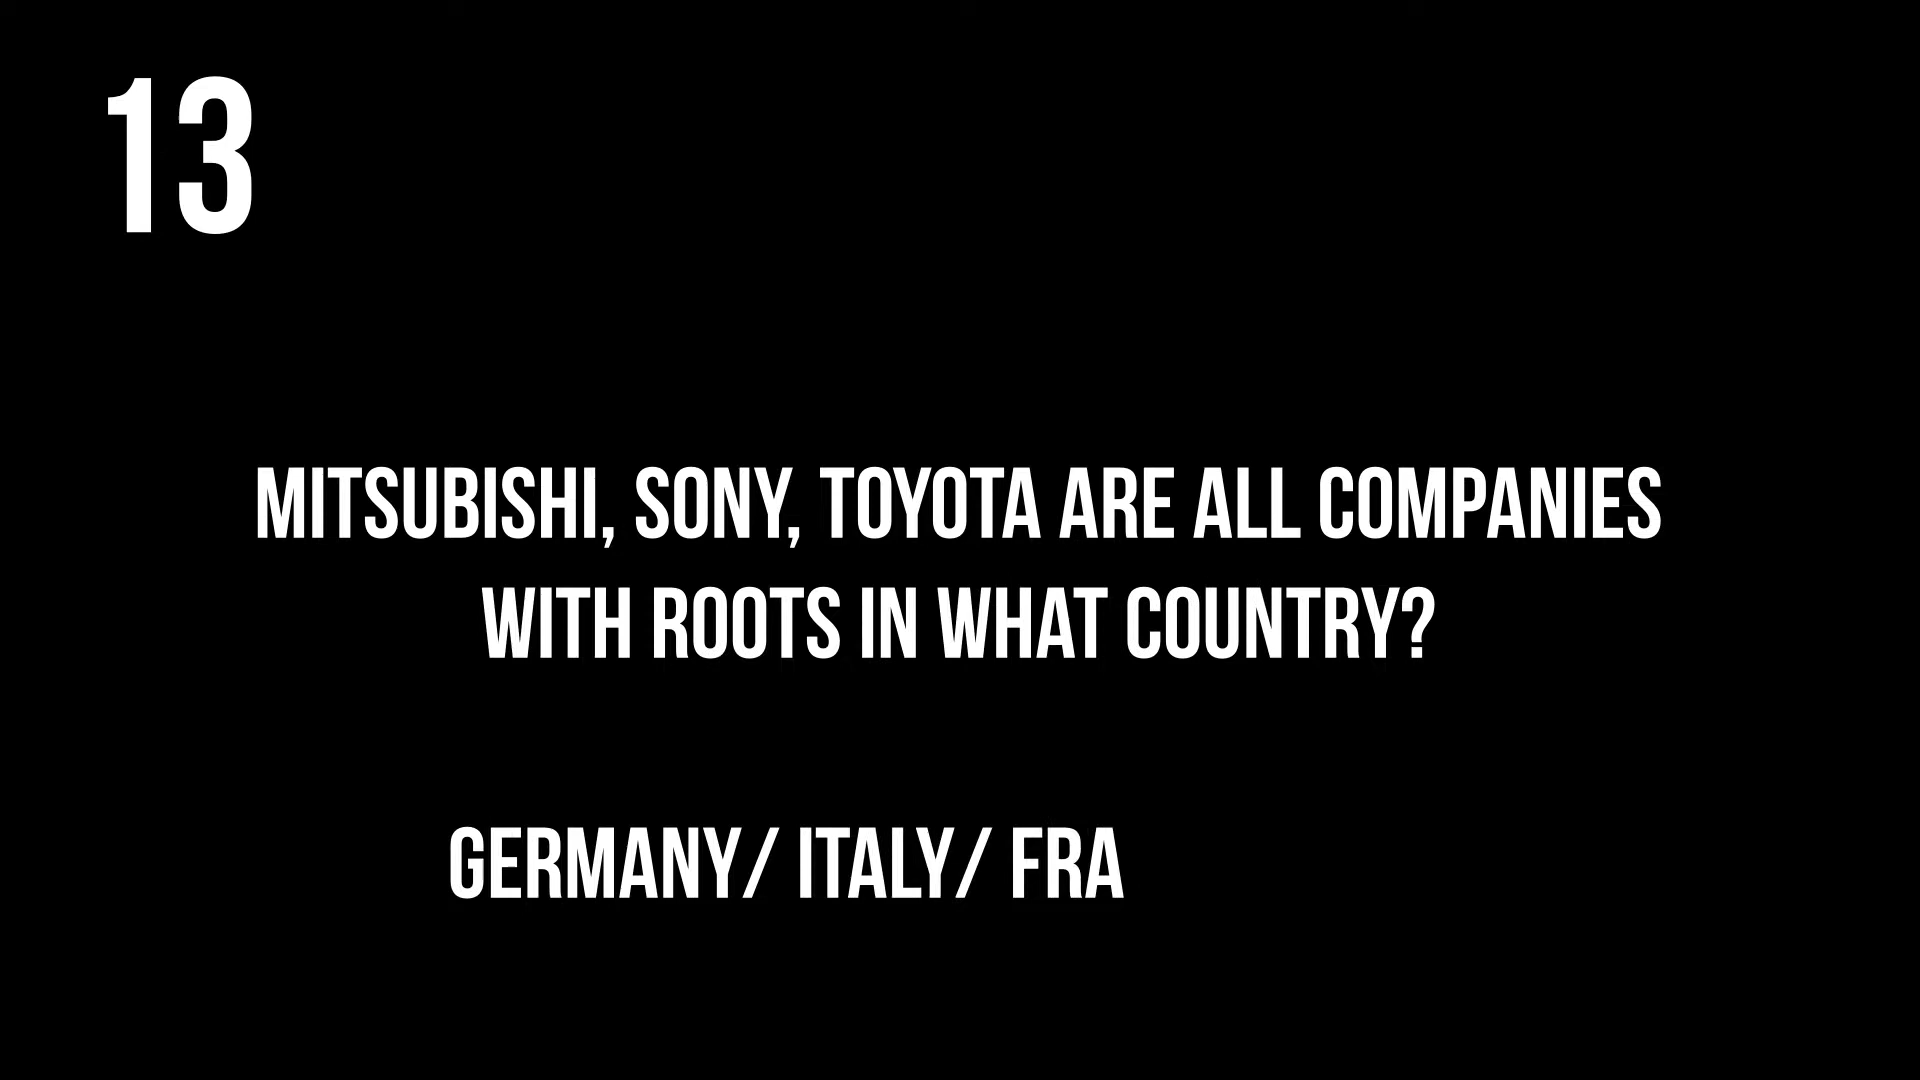 13
MITSUBISHI, SONY, TOYOTA ARE ALL COMPANIES
WITH ROOTS IN WHAT COUNTRY?
GERMANY/ ITALY/ FRA